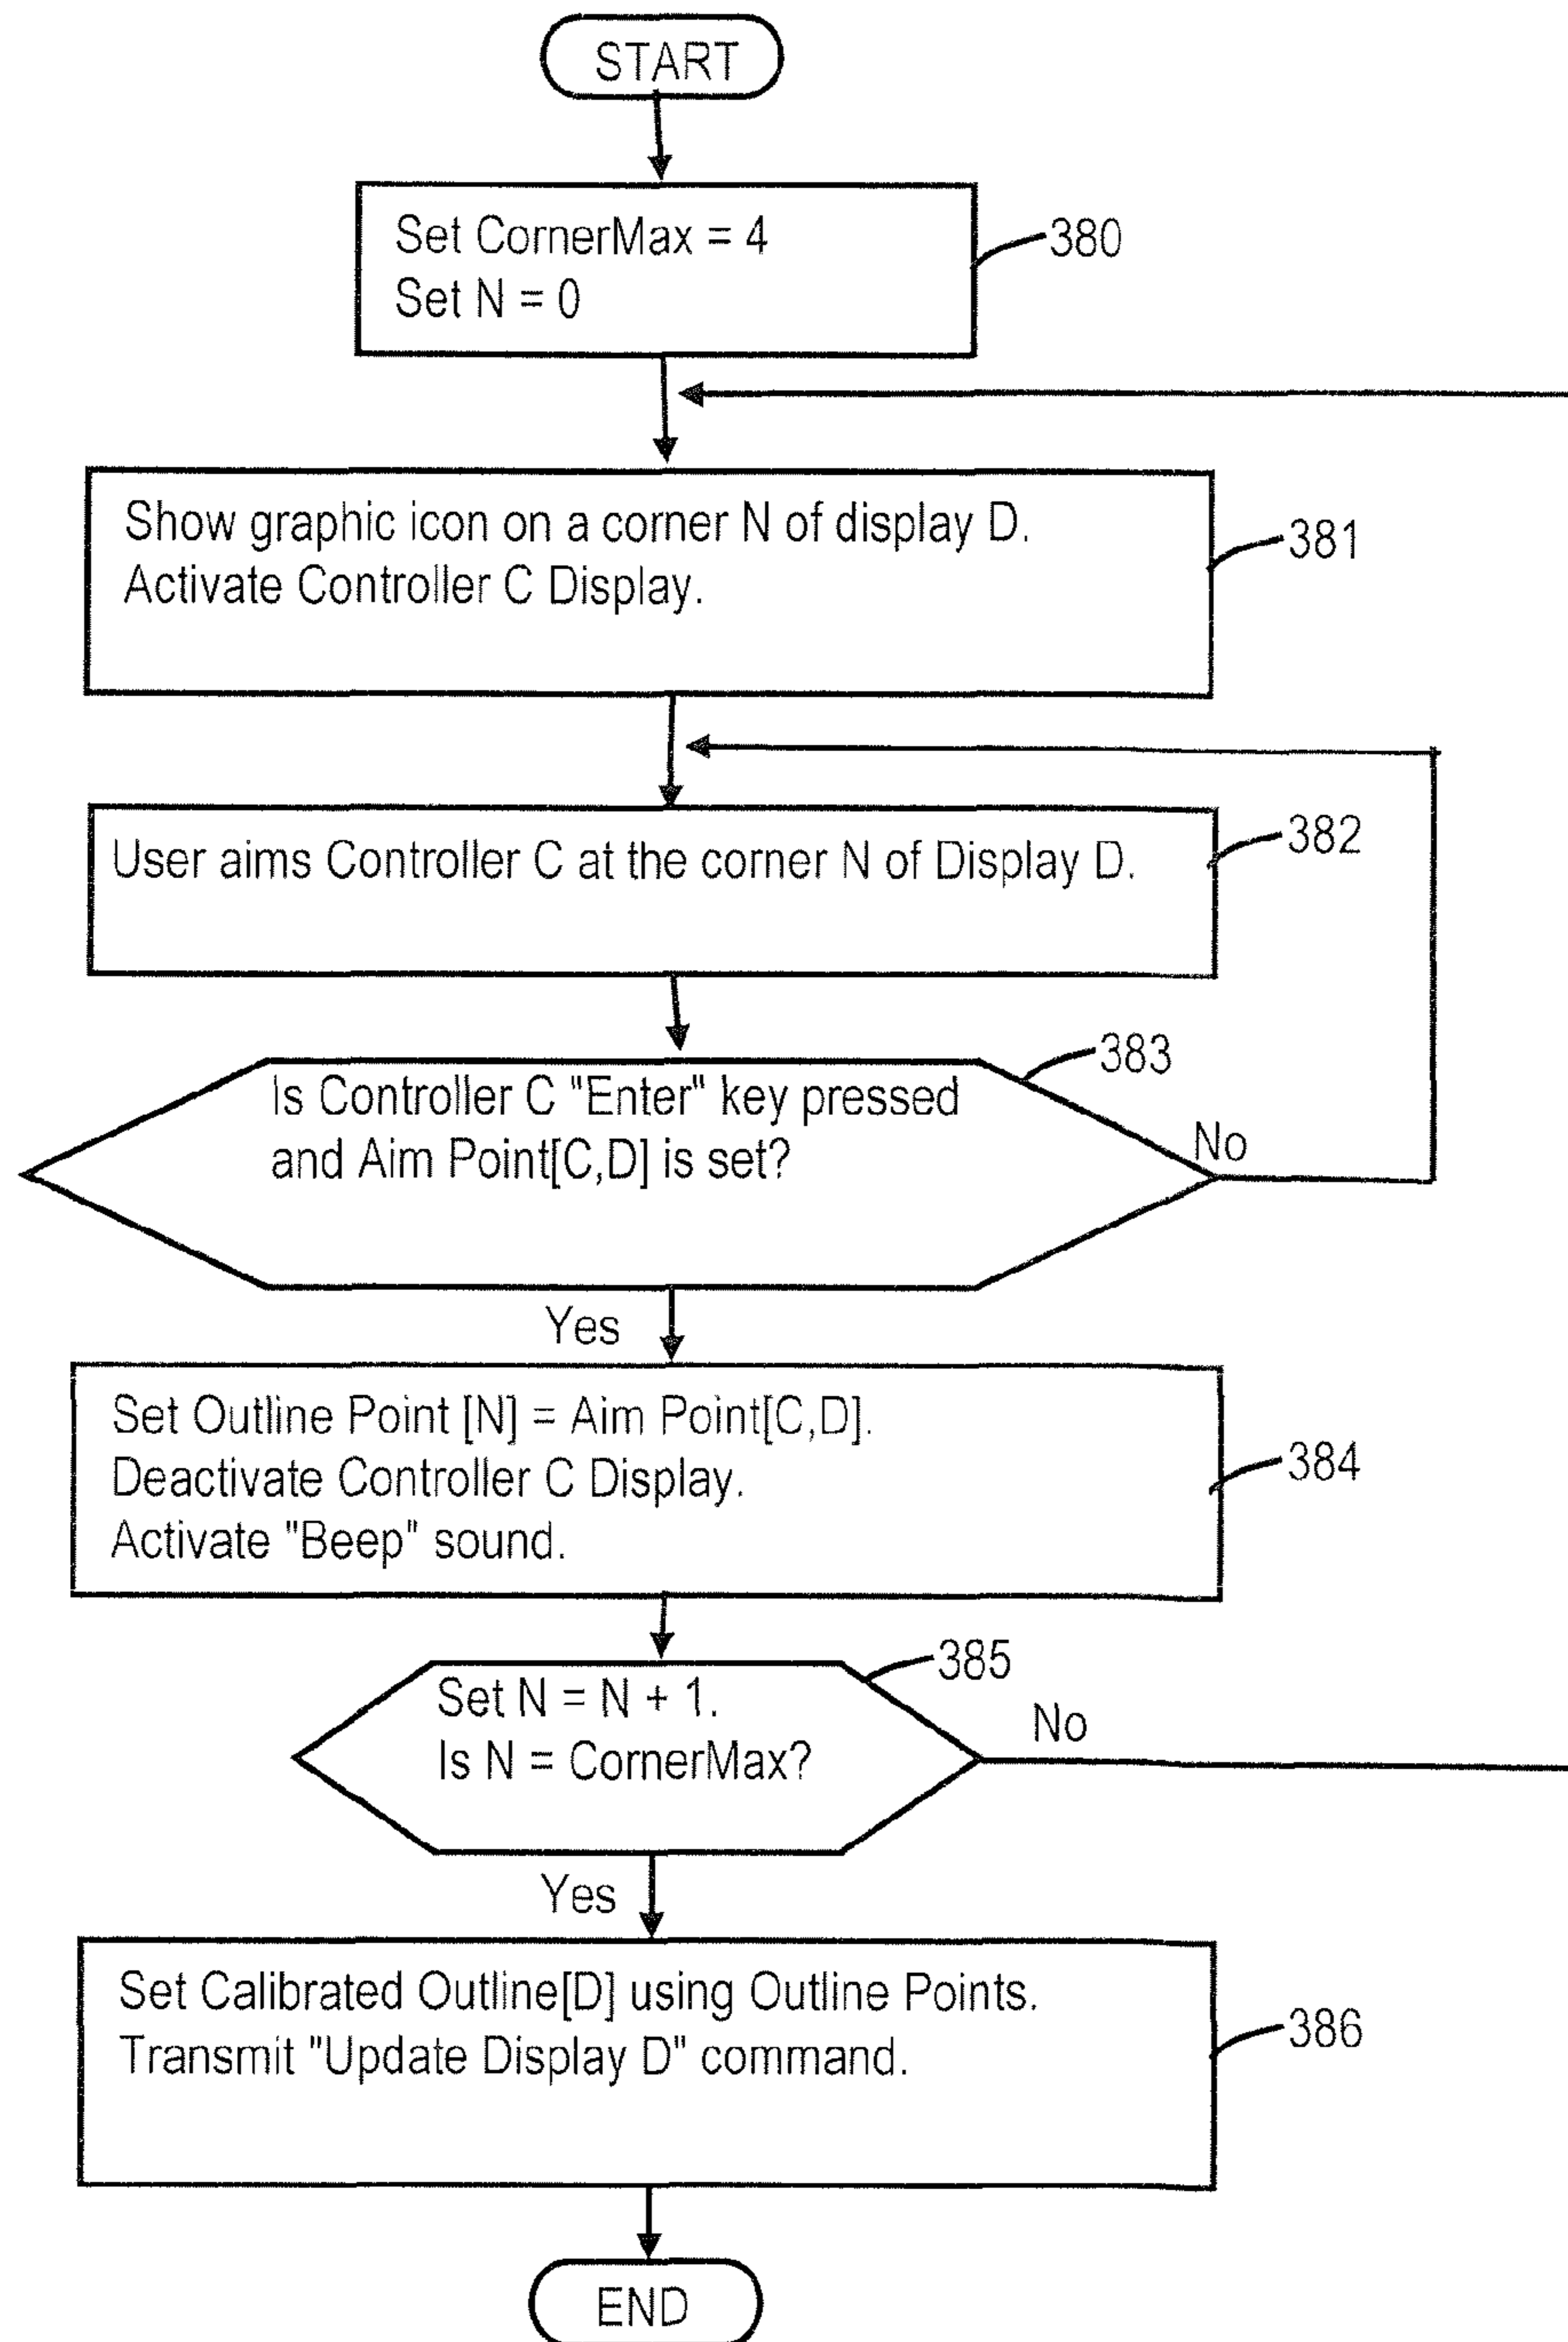 START
Set CornerMax = 4
Set N = 0
380
Show graphic icon on a corner N of display D.
Activate Controller C Display.
381
User aims Controller C at the corner N of Display D.
382
383
Is Controller C "Enter" key pressed
and Aim Point[C,D] is set?
No
Yes
Set Outline Point [N] = Aim Point[C,D].
Deactivate Controller C Display.
Activate "Beep" sound.
384
385
Set N = N + 1.
Is N = CornerMax?
No
Yes
Set Calibrated Outline[D] using Outline Points.
Transmit "Update Display D" command.
386
END